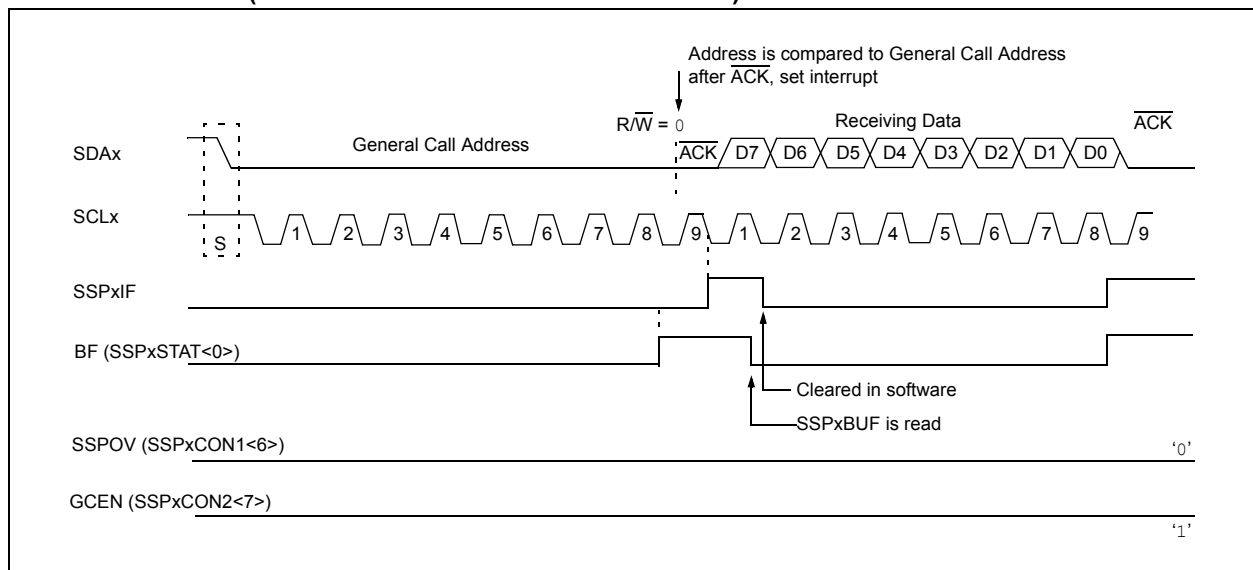 Address is compared to General Call Address
after ACK, set interrupt
R/W = 0
Receiving Data
ACK
SDAx
General Call Address
ACK
D7 D6 D5 D4 D3 D2 D1 D0
SCLx
S
1 2 3 4 5 6 7 8 9 1 2 3 4 5 6 7 8 9
SSPxIF
BF (SSPxSTAT<0>)
Cleared in software
SSPxBUF is read
SSPOV (SSPxCON1<6>)
‘0’
GCEN (SSPxCON2<7>)
‘1’